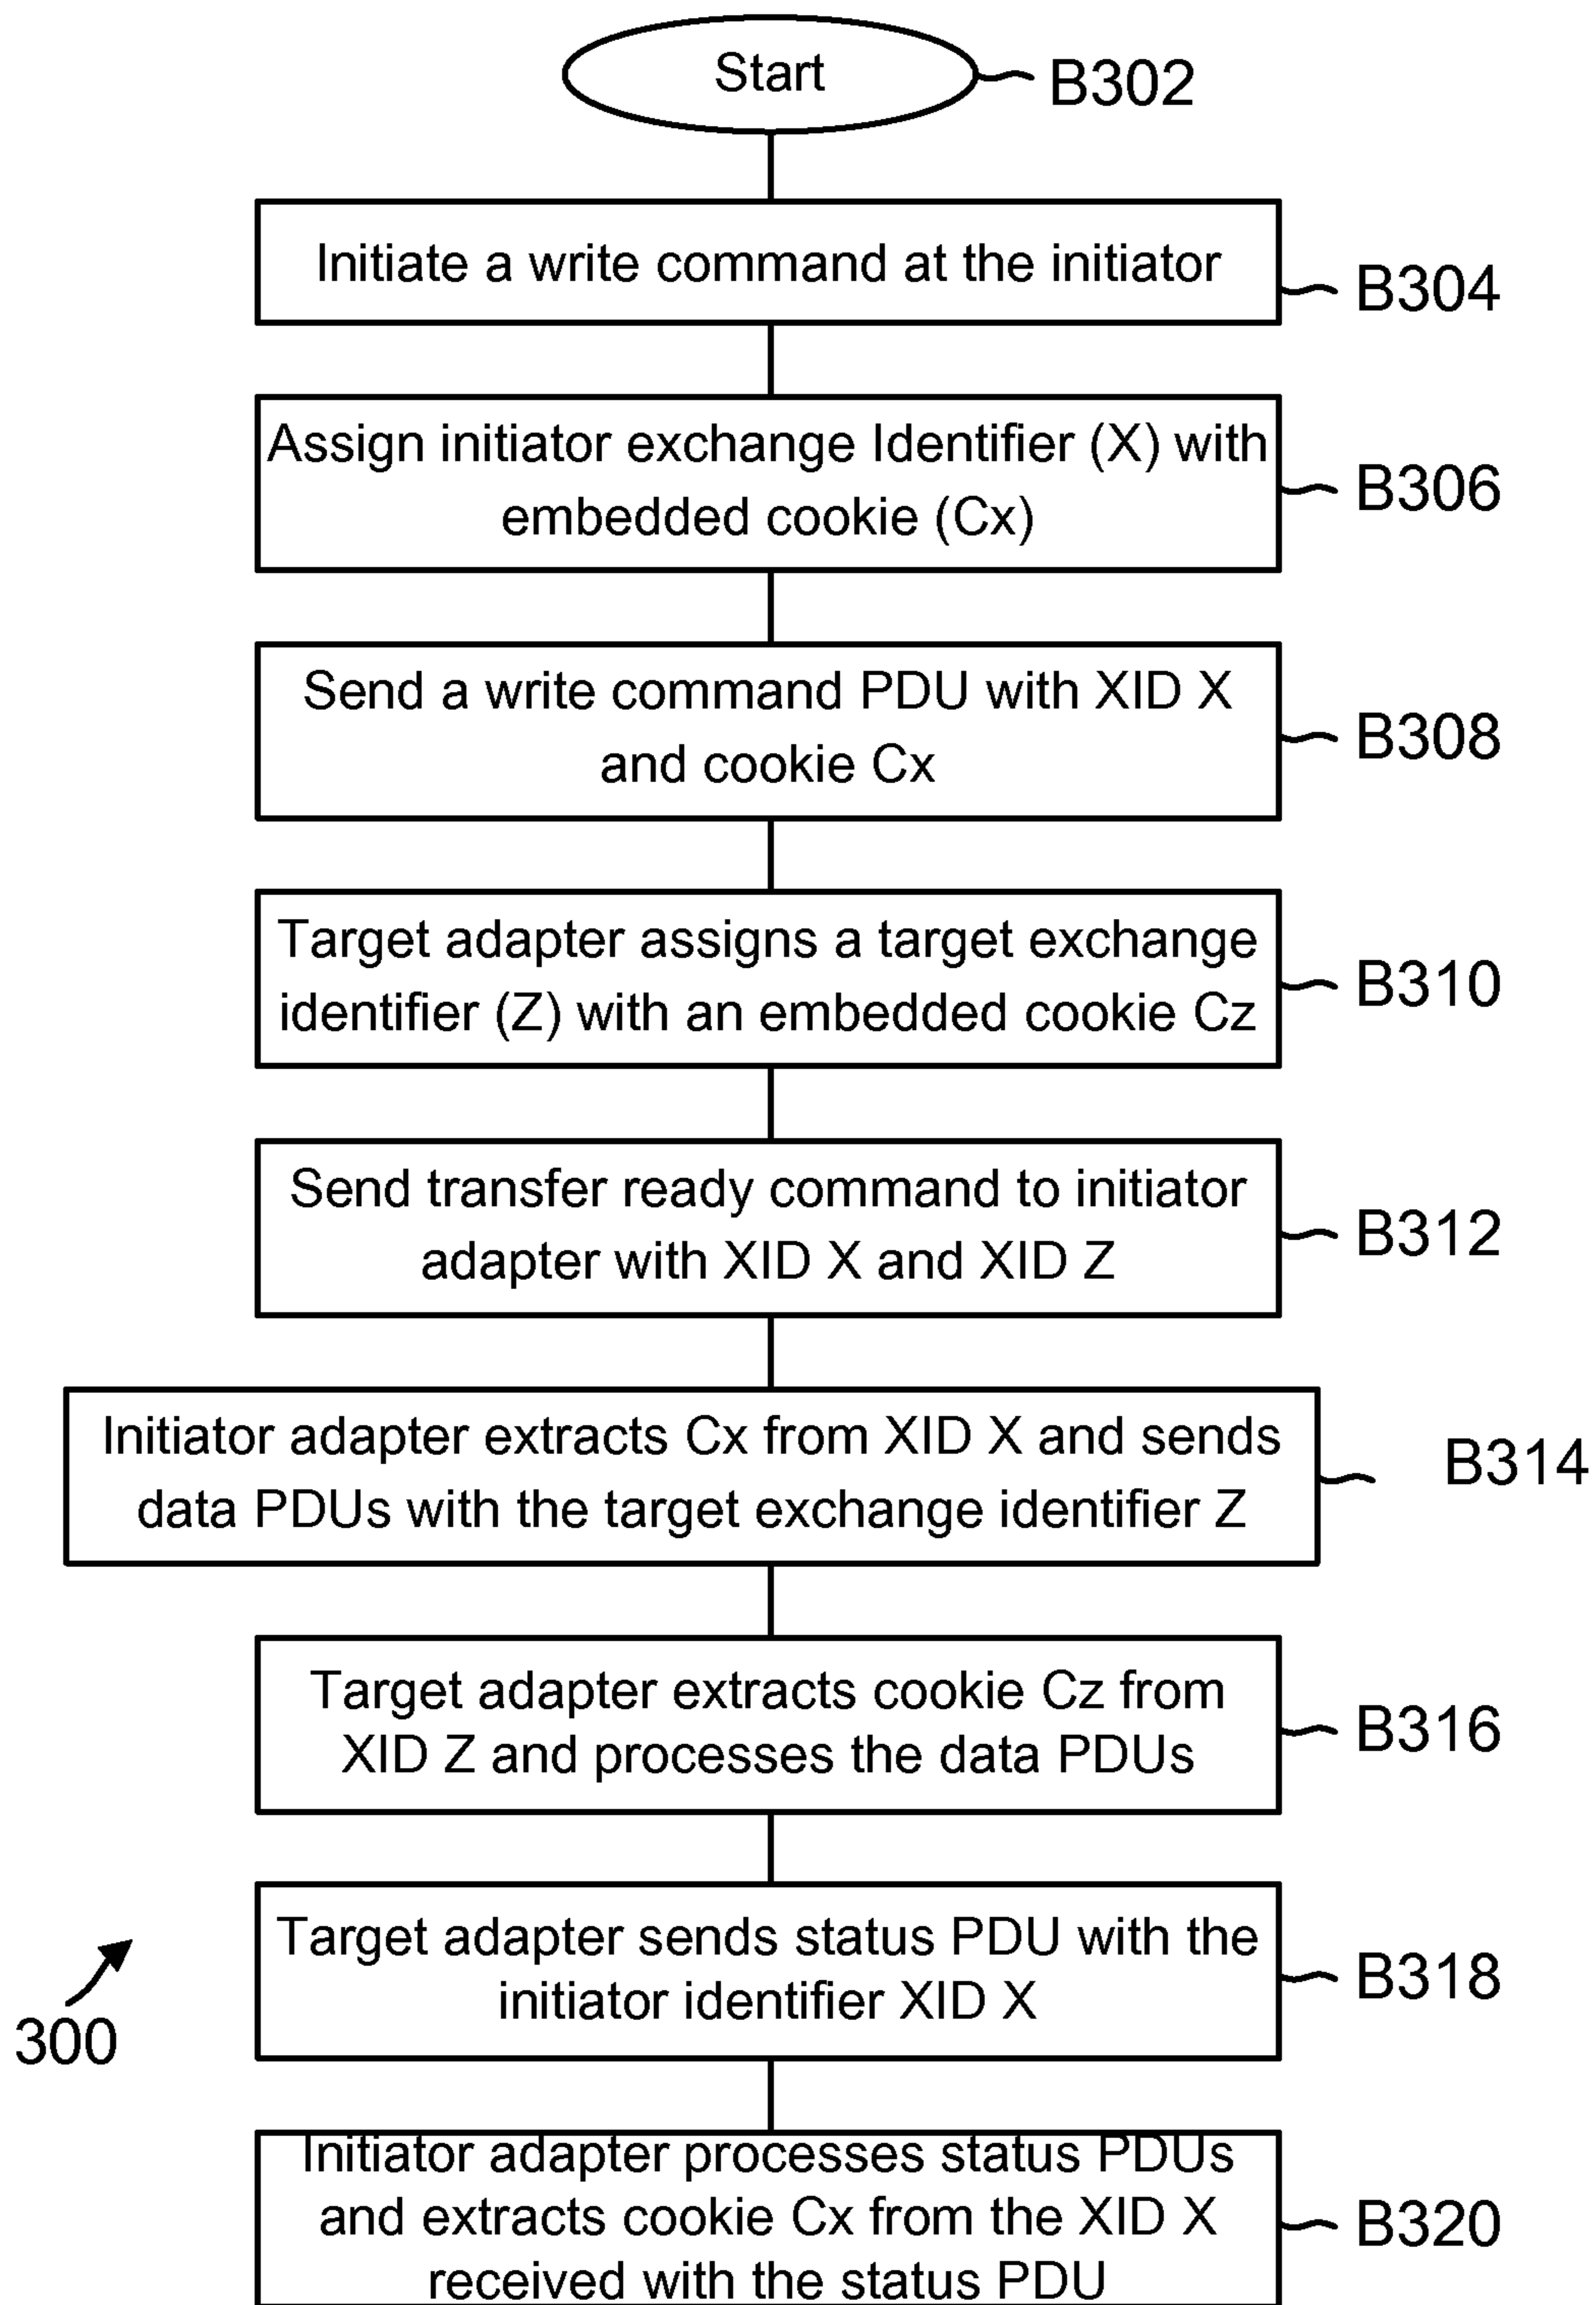 Start
B302
Initiate a write command at the initiator
B304
Assign initiator exchange Identifier (X) with
embedded cookie (Cx)
B306
Send a write command PDU with XID X
and cookie Cx
B308
Target adapter assigns a target exchange
identifier (Z) with an embedded cookie Cz
B310
Send transfer ready command to initiator
adapter with XID X and XID Z
B312
Initiator adapter extracts Cx from XID X and sends
data PDUs with the target exchange identifier Z
B314
Target adapter extracts cookie Cz from
XID Z and processes the data PDUs
B316
Target adapter sends status PDU with the
initiator identifier XID X
B318
300
Initiator adapter processes status PDUs
and extracts cookie Cx from the XID X
received with the status PDU
B320